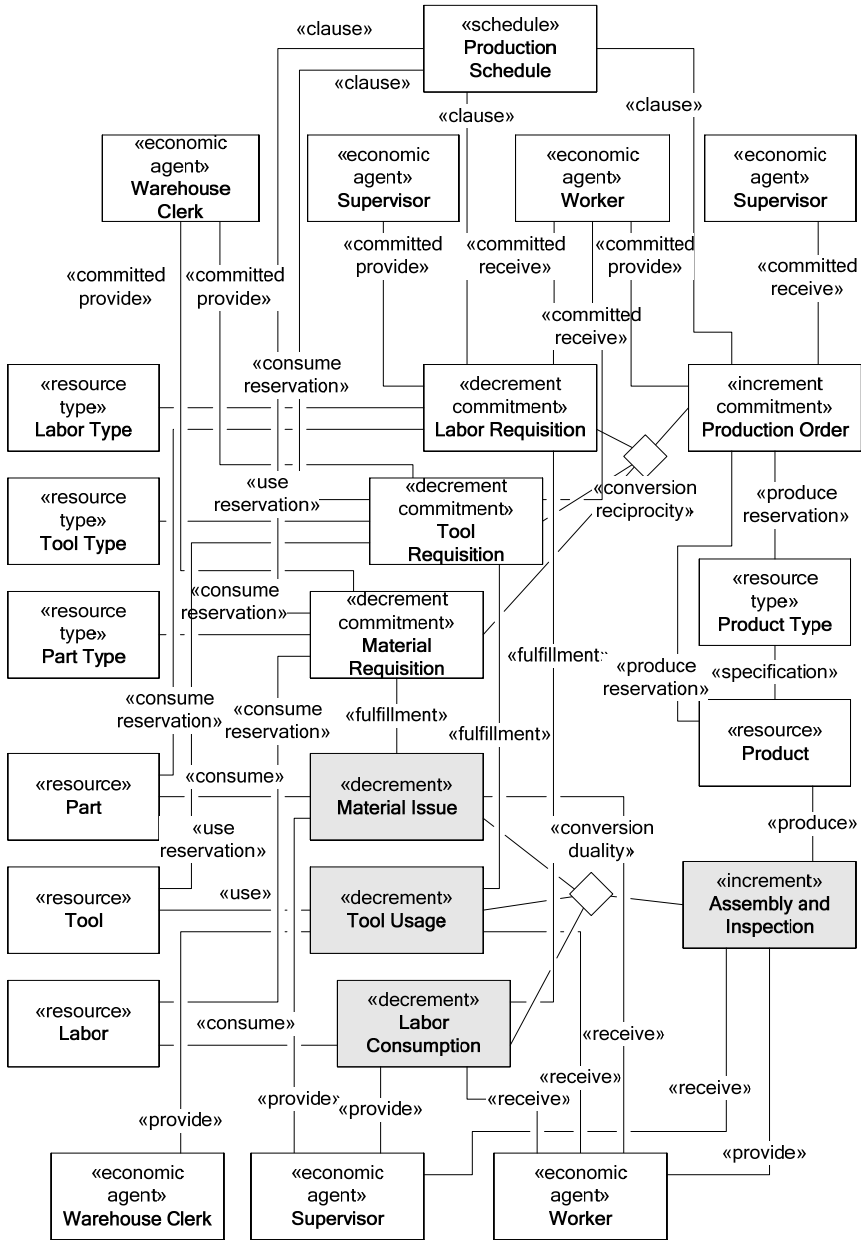 «clause»
«schedule»
Production
Schedule
«clause»
«clause»
«clause»
«economic
agent»
Warehouse
Clerk
«economic
agent»
Supervisor
«economic
agent»
Worker
«economic
agent»
Supervisor
«committed
provide»
«committed
provide»
«committed
provide»
«committed
receive»
«committed
provide»
«committed
receive»
«committed
receive»
«consume
reservation»
«resource
type»
Labor Type
«decrement
commitment»
Labor Requisition
«increment
commitment»
Production Order
«resource
type»
Tool Type
«use
reservation»
«decrement
commitment»
Tool
Requisition
«conversion
reciprocity»
«produce
reservation»
«resource
type»
Part Type
«consume
reservation»
«decrement
commitment»
Material
Requisition
«resource
type»
Product Type
«fulfillment»
«produce
reservation»
«specification»
«consume
reservation»
«consume
reservation»
«fulfillment»
«fulfillment»
«resource»
Product
«resource»
Part
«consume»
«decrement»
Material Issue
«use
reservation»
«conversion
duality»
«produce»
«resource»
Tool
«use»
«decrement»
Tool Usage
«increment»
Assembly and
Inspection
«resource»
Labor
«consume»
«decrement»
Labor
Consumption
«receive»
«receive»
«receive»
«receive»
«provide»
«provide»
«provide»
«provide»
«economic
agent»
Warehouse Clerk
«economic
agent»
Supervisor
«economic
agent»
Worker